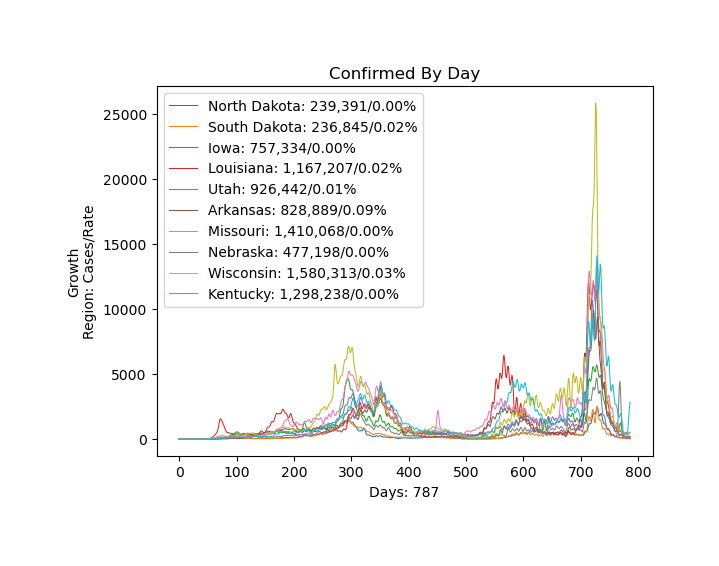 Confirmed By Day
Growth
Region: Cases/Rate
25000
20000
15000
10000
5000
0
North Dakota: 239,391/0.00%
South Dakota: 236,845/0.02%
Iowa: 757,334/0.00%
Louisiana: 1,167,207/0.02%
Utah: 926,442/0.01%
Arkansas: 828,889/0.09%
Missouri: 1,410,068/0.00%
Nebraska: 477,198/0.00%
Wisconsin: 1,580,313/0.03%
Kentucky: 1,298,238/0.00%
0 100 200 300 400 500 600 700 800
Days: 787